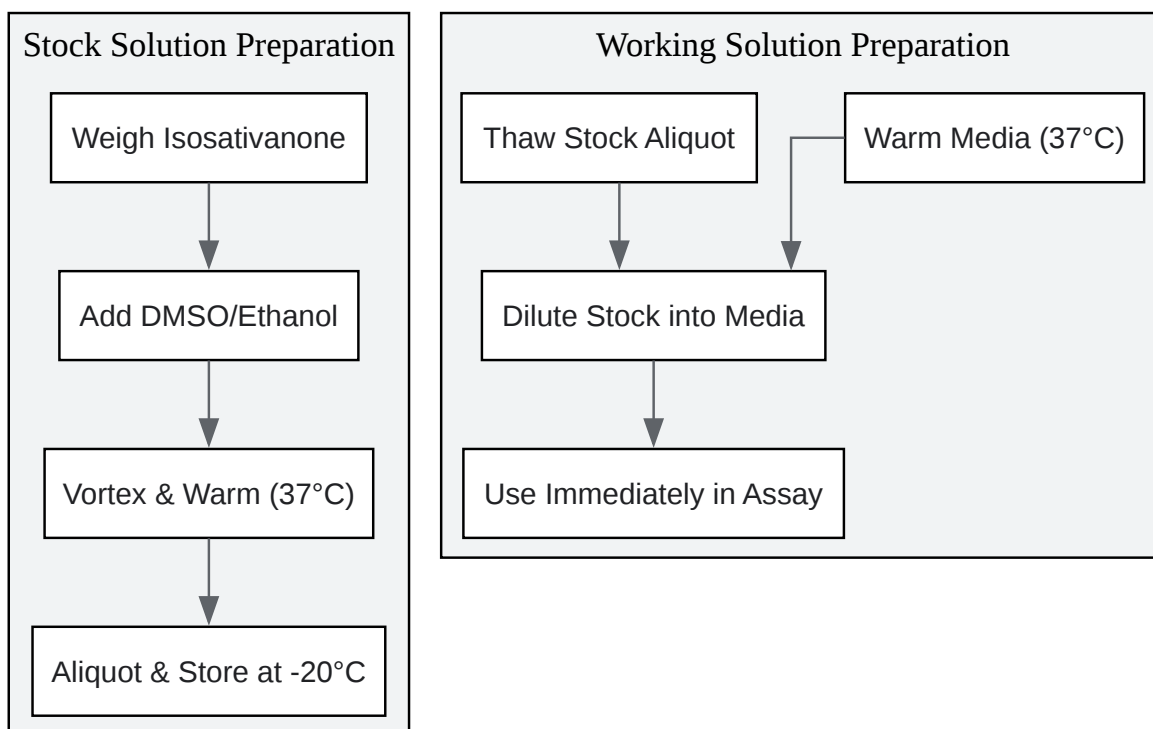 Stock Solution Preparation
Weigh Isosativanone
Add DMSO/Ethanol
Vortex & Warm (37°C)
Aliquot & Store at -20°C
Working Solution Preparation
Thaw Stock Aliquot
Warm Media (37°C)
Dilute Stock into Media
Use Immediately in Assay